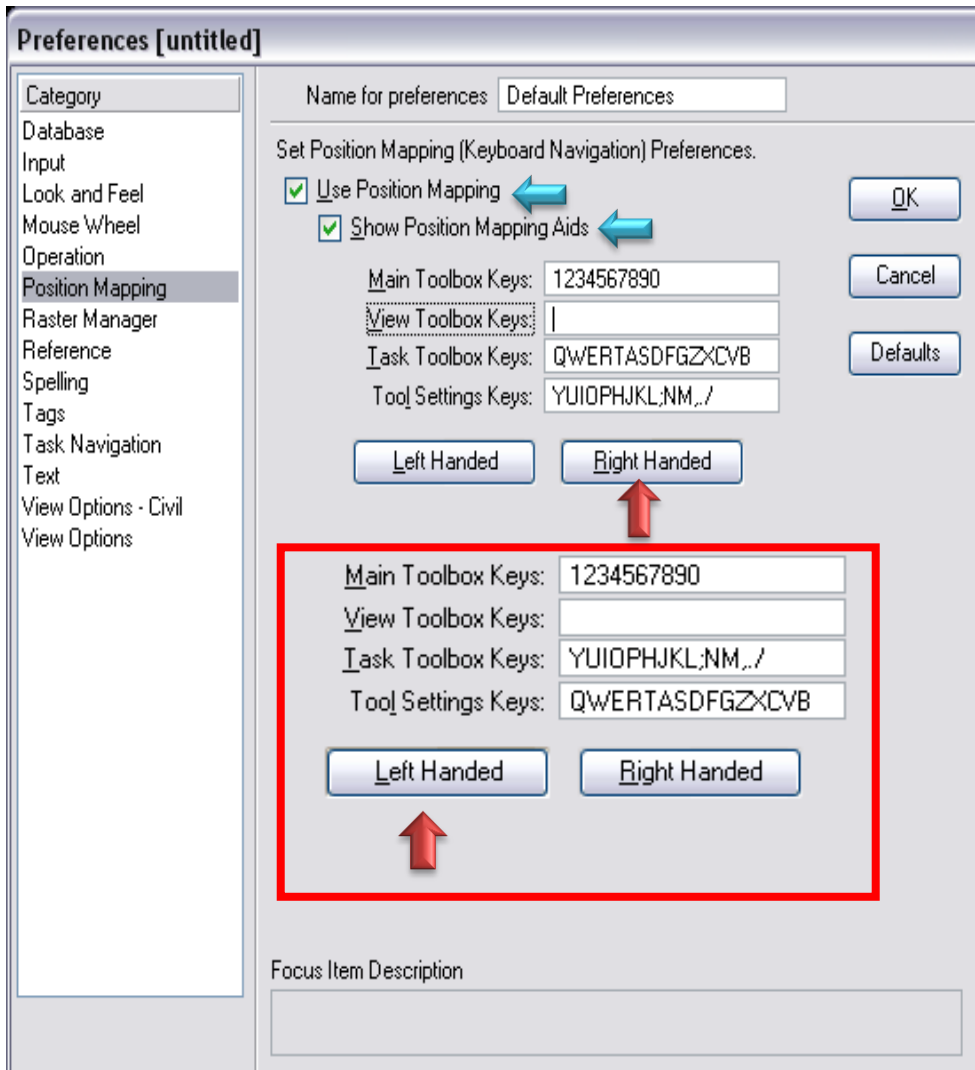 Preferences [untitled]
Category
Database
Input
Look and Feel
Mouse Wheel
Operation
Position Mapping
Raster Manager
Reference
Spelling
Tags
Task Navigation
Text
View Options - Civil
View Options
Name for preferences Default Preferences
Set Position Mapping (Keyboard Navigation) Preferences.
Use Position Mapping
Show Position Mapping Aids
Main Toolbox Keys: 1234567890
View Toolbox Keys:
Task Toolbox Keys: QWERTASDFGZXCVB
Tool Settings Keys: YUIOPHJKL;NM,./
Left Handed Right Handed
OK
Cancel
Defaults
Main Toolbox Keys: 1234567890
View Toolbox Keys:
Task Toolbox Keys: YUIOPHJKL;NM,./
Tool Settings Keys: QWERTASDFGZXCVB
Left Handed Right Handed
Focus Item Description